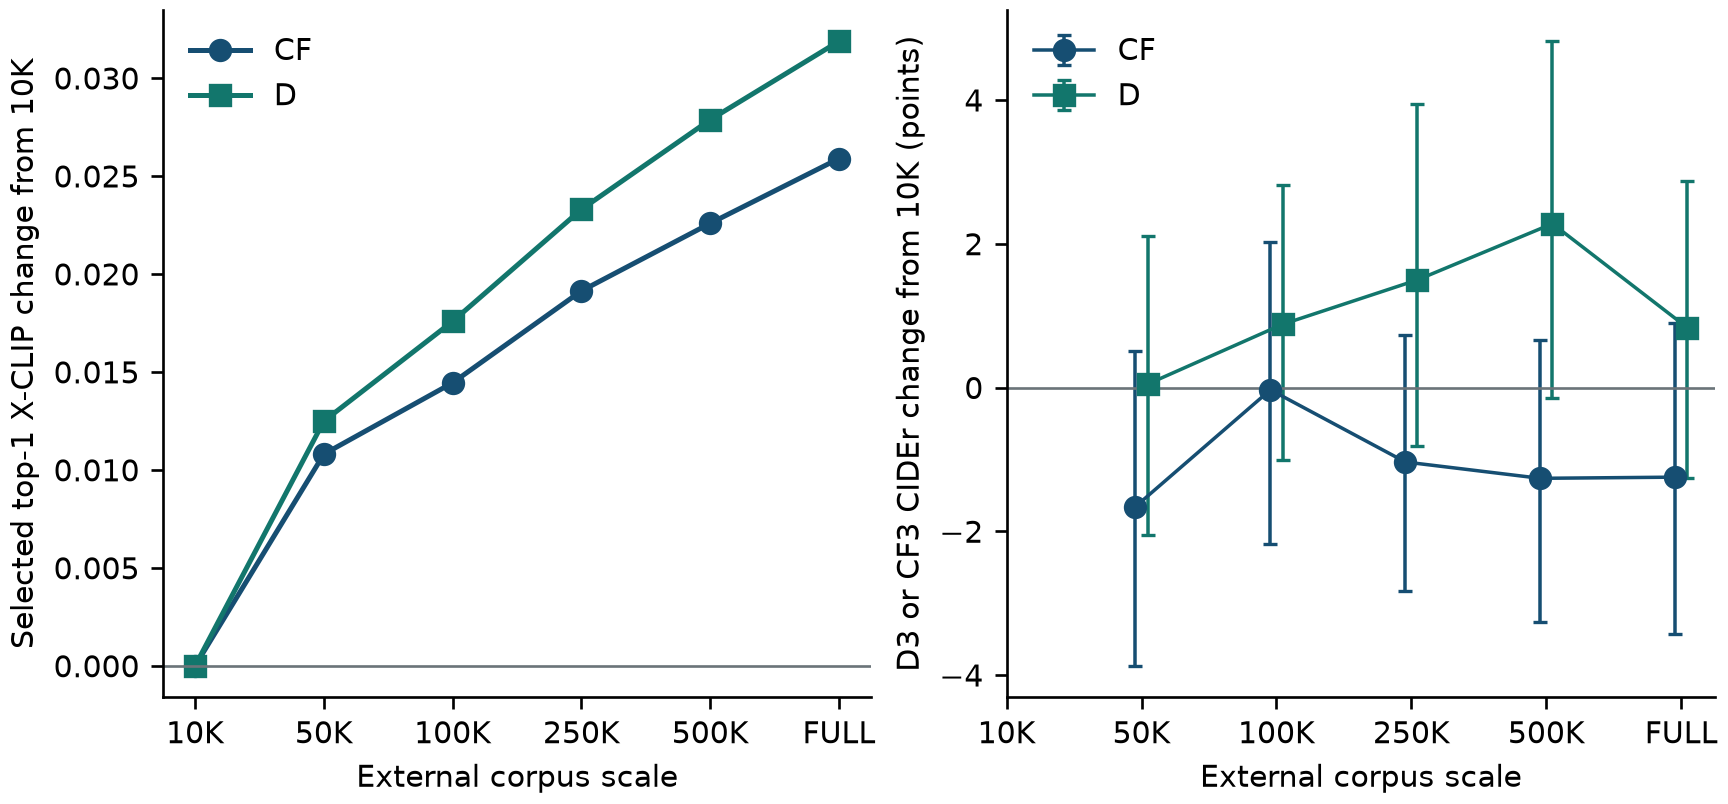 Selected top-1 X-CLIP change from 10K
0.030
0.025
0.020
0.015
0.010
0.005
0.000
CF
D
10K 50K 100K 250K 500K FULL
External corpus scale
D3 or CF3 CIDEr change from 10K (points)
4
2
0
−2
−4
CF
D
10K 50K 100K 250K 500K FULL
External corpus scale